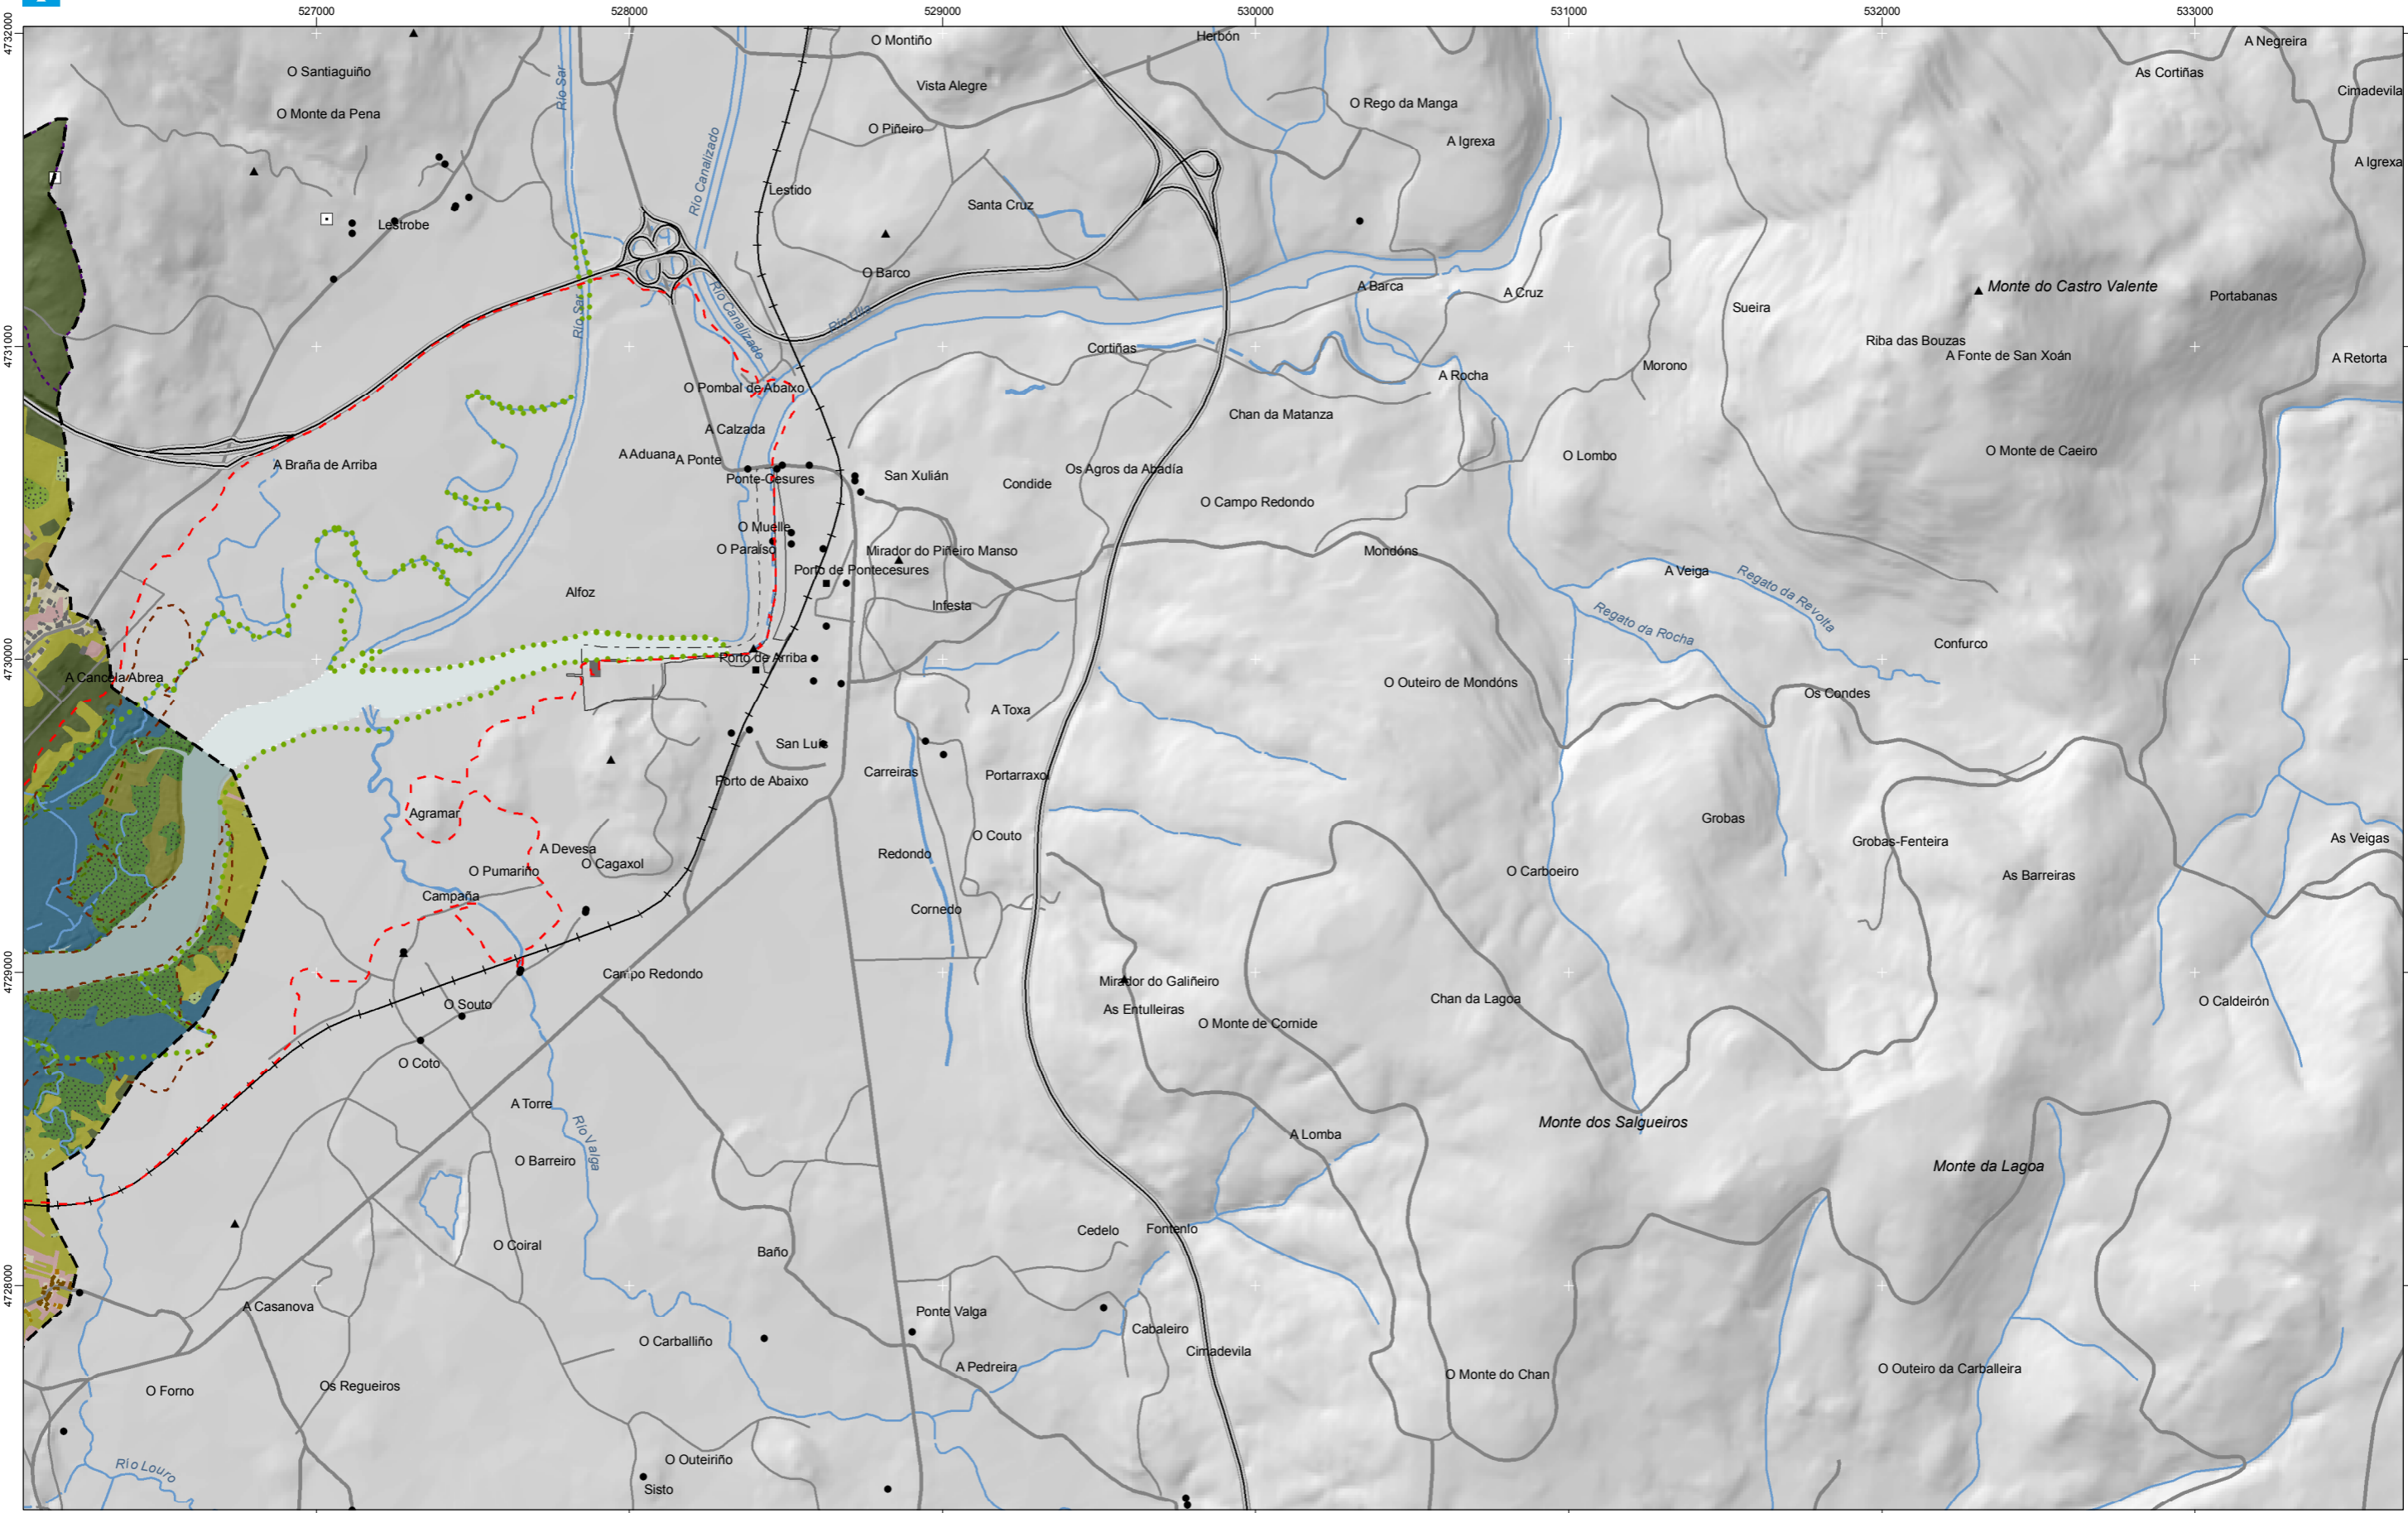 527000
528000
529000
530000
531000
532000
533000
4732000
4731000
4730000
4729000
4728000
O Montiño
Herbón
A Negreira
O Santiaguiño
As Cortiñas
Vista Alegre
Cimadevila
Río Sar
O Rego da Manga
O Monte da Pena
O Piñeiro
A Igrexa
A Igrexa
Río Canalizado
Lestido
Santa Cruz
Lestrobe
O Barco
A Barca
A Cruz
Monte do Castro Valente
Portabanas
Río Sar
Río Canalizado
Río Ulla
Sueira
Riba das Bouzas
Cortiñas
A Fonte de San Xoán
A Retorta
Morono
A Rocha
O Pombal de Abaixo
Chan da Matanza
A Calzada
O Monte de Caeiro
O Lombo
A Aduana
A Ponte
A Braña de Arriba
Os Agros da Abadía
San Xulián
Ponte-Cesures
Condide
O Campo Redondo
O Muelle
O Paraíso
Mirador do Piñeiro Manso
Mondóns
Porto de Pontecesures
A Veiga
Regato da Revolta
Alfoz
Infesta
Regato da Rocha
Confurco
Porto de Arriba
A Cancela Abrea
O Outeiro de Mondóns
Os Condes
A Toxa
San Luis
Carreiras
Portarraxol
Porto de Abaixo
Agramar
Grobas
O Couto
Grobas-Fenteira
As Veigas
A Devesa
Redondo
O Cagaxol
O Pumariño
O Carboeiro
As Barreiras
Campaña
Cornedo
Campo Redondo
Mirador do Galiñeiro
O Souto
Chan da Lagoa
O Caldeirón
As Entulleiras
O Monte de Cornide
O Coto
A Torre
Río Valga
Monte dos Salgueiros
A Lomba
O Barreiro
Monte da Lagoa
Cedelo
Fontenlo
O Coiral
Baño
A Casanova
Ponte Valga
O Carballiño
Cabaleiro
Cimadevila
A Pedreira
O Outeiro da Carballeira
O Monte do Chan
O Forno
Os Regueiros
O Outeiriño
Río Louro
Sisto